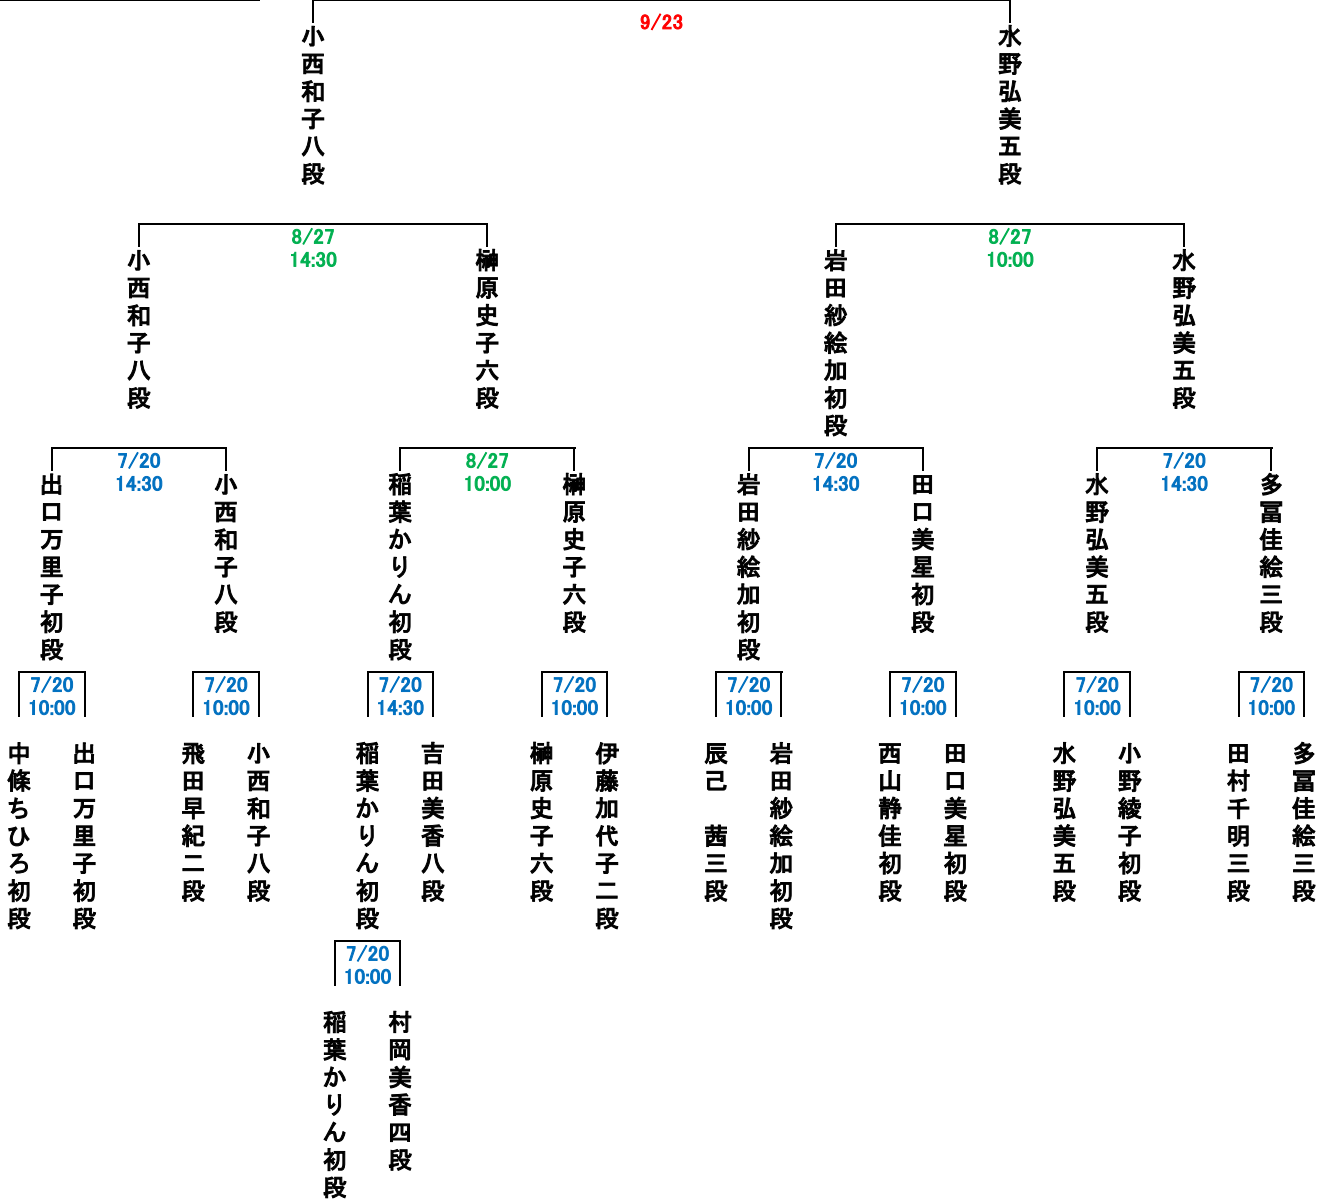 9/23
小西和子八段
水野弘美五段
8/27
14:30
8/27
10:00
小西和子八段
榊原史子六段
岩田紗絵加初段
水野弘美五段
7/20
14:30
8/27
10:00
7/20
14:30
7/20
14:30
出口万里子初段
小西和子八段
稲葉かりん初段
榊原史子六段
岩田紗絵加初段
田口美星初段
水野弘美五段
多冨佳絵三段
7/20
10:00
7/20
10:00
7/20
14:30
7/20
10:00
7/20
10:00
7/20
10:00
7/20
10:00
7/20
10:00
中條ちひろ初段
出口万里子初段
飛田早紀二段
小西和子八段
稲葉かりん初段
吉田美香八段
榊原史子六段
伊藤加代子二段
辰己　茜三段
岩田紗絵加初段
西山静佳初段
田口美星初段
水野弘美五段
小野綾子初段
田村千明三段
多冨佳絵三段
7/20
10:00
稲葉かりん初段
村岡美香四段